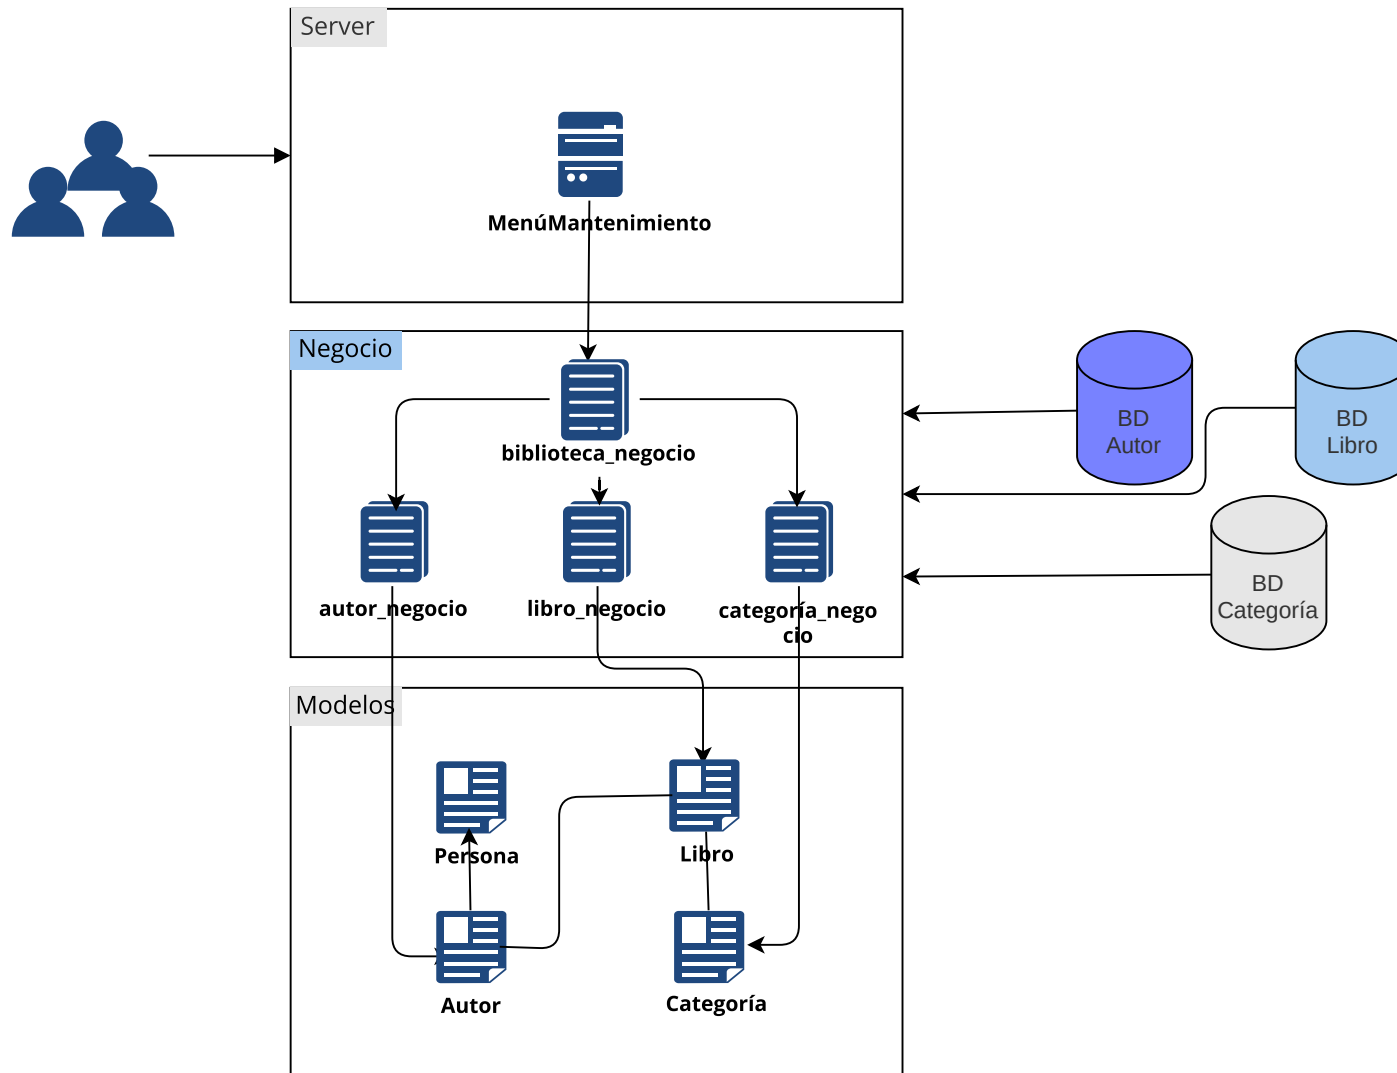 Server
MenúMantenimiento
Negocio
biblioteca_negocio
BD
Autor
BD
Libro
autor_negocio
libro_negocio
categoría_nego
cio
BD
Categoría
Modelos
Persona
Libro
Autor
Categoría